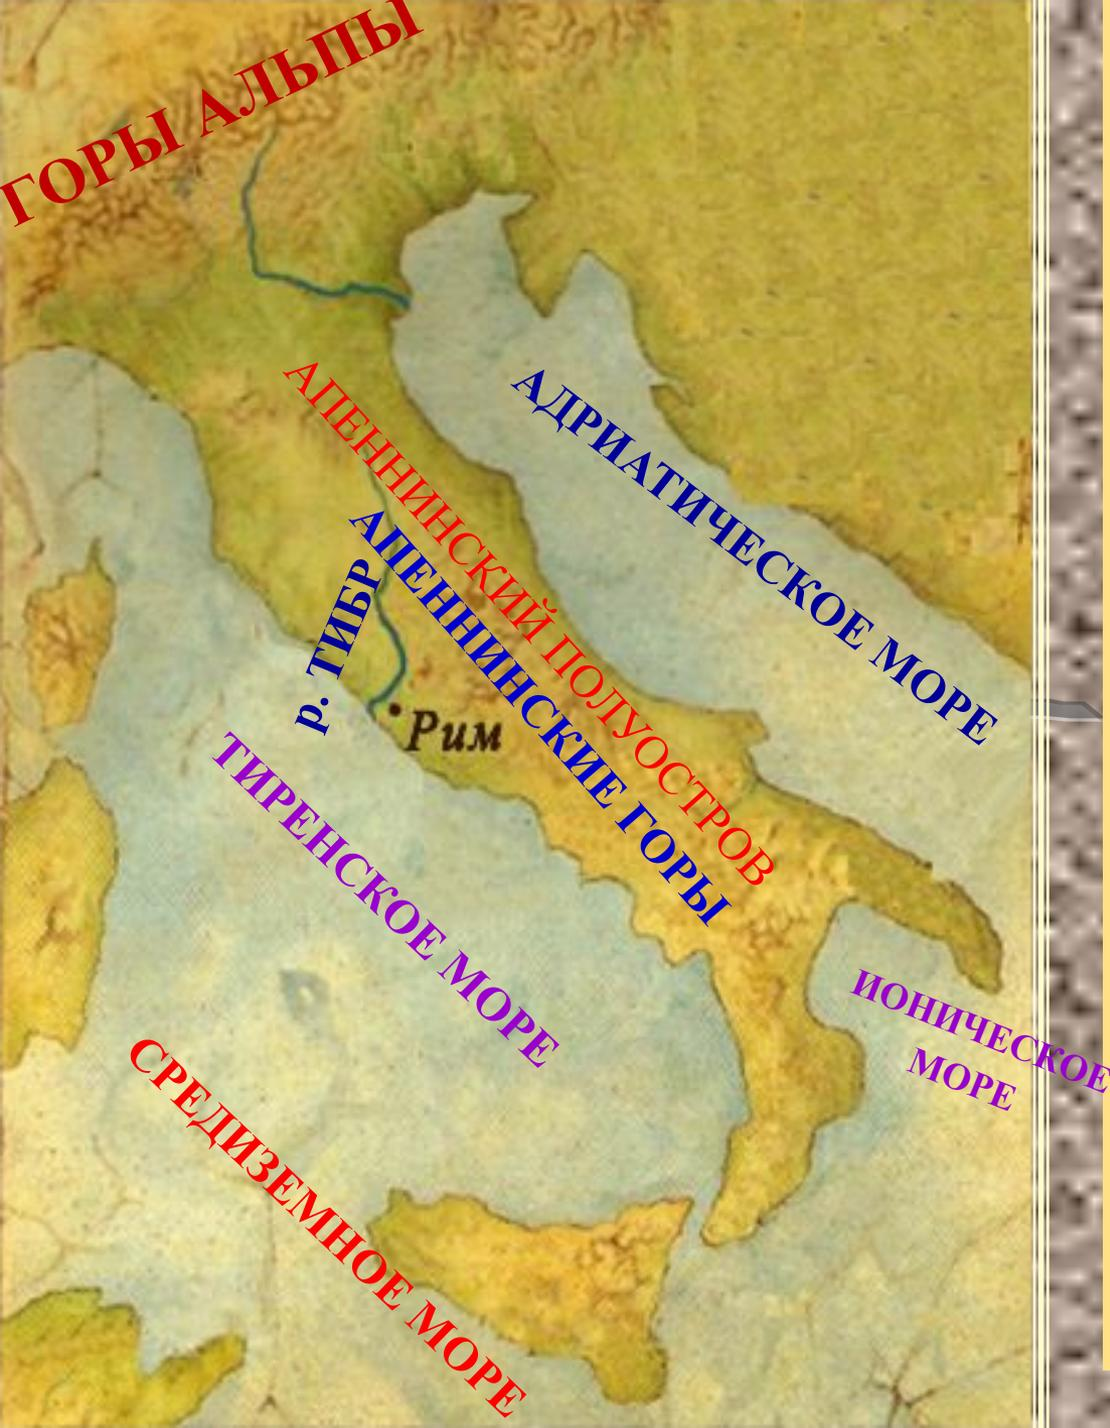 ГОРЫ АЛЬПЫ
АДРИАТИЧЕСКОЕ МОРЕ
АПЕННИНСКИЙ ПОЛУОСТРОВ
АПЕННИНСКИЕ ГОРЫ
р. ТИБР
Рим
ТИРЕНСКОЕ МОРЕ
ИОНИЧЕСКОЕ
МОРЕ
СРЕДИЗЕМНОЕ МОРЕ